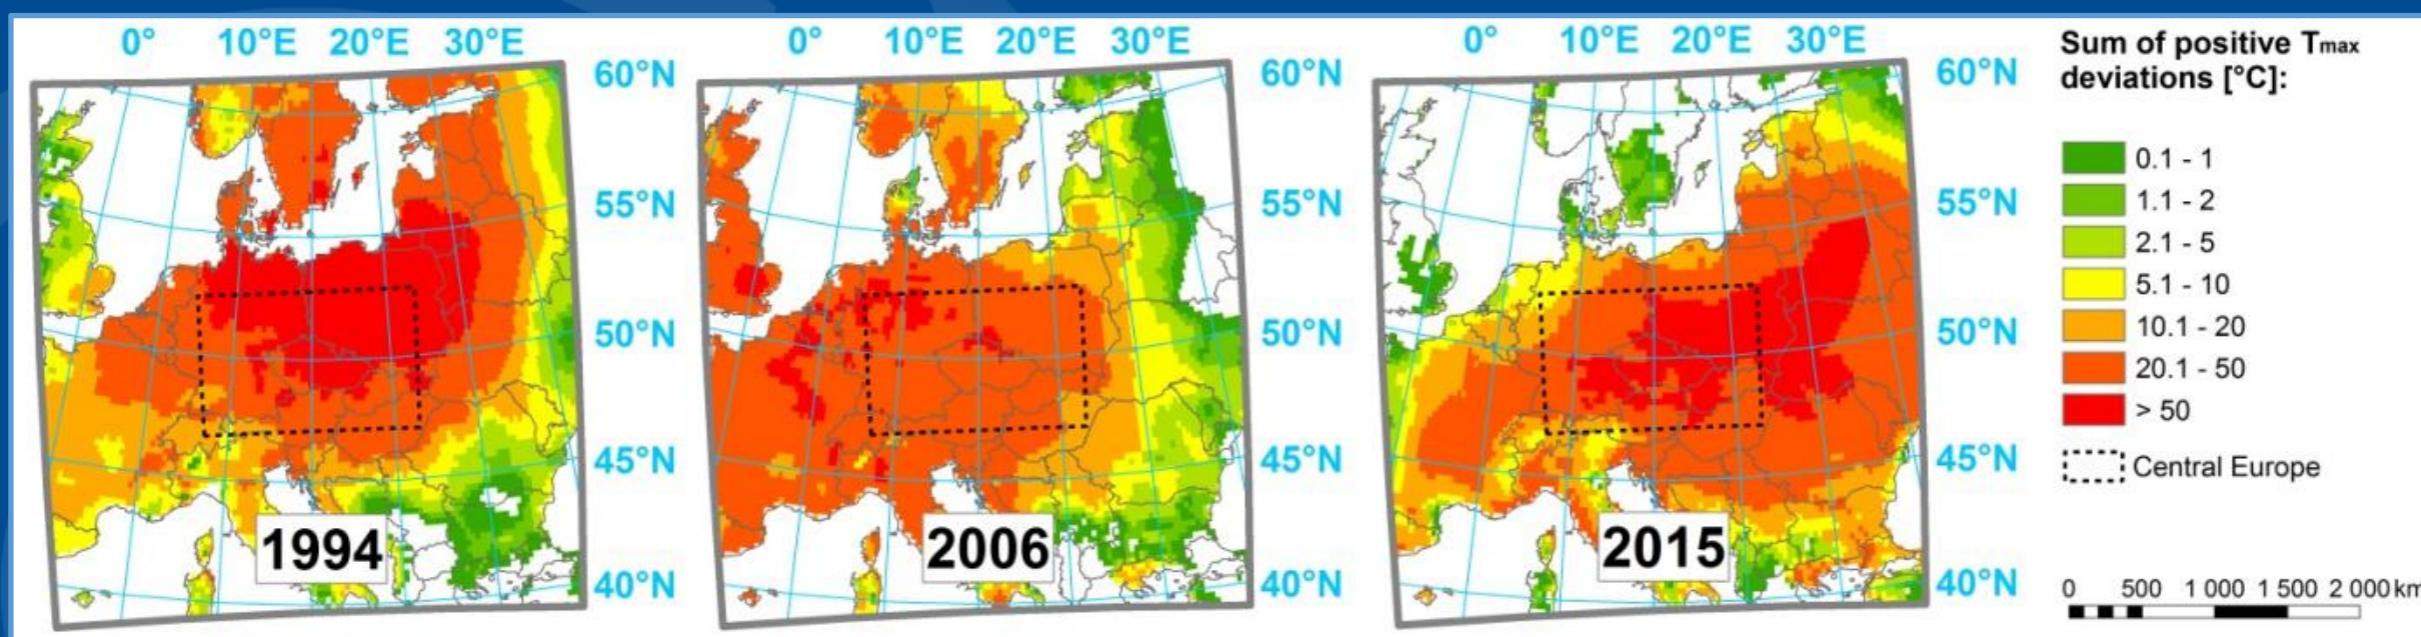 0° 10°E 20°E 30°E
60°N
55°N
50°N
45°N
40°N
1994
0° 10°E 20°E 30°E
60°N
55°N
50°N
45°N
40°N
2006
0° 10°E 20°E 30°E
60°N
55°N
50°N
45°N
40°N
2015
Sum of positive Tmax
deviations [°C]:
0.1 - 1
1.1 - 2
2.1 - 5
5.1 - 10
10.1 - 20
20.1 - 50
> 50
Central Europe
0 500 1 000 1 500 2 000 km